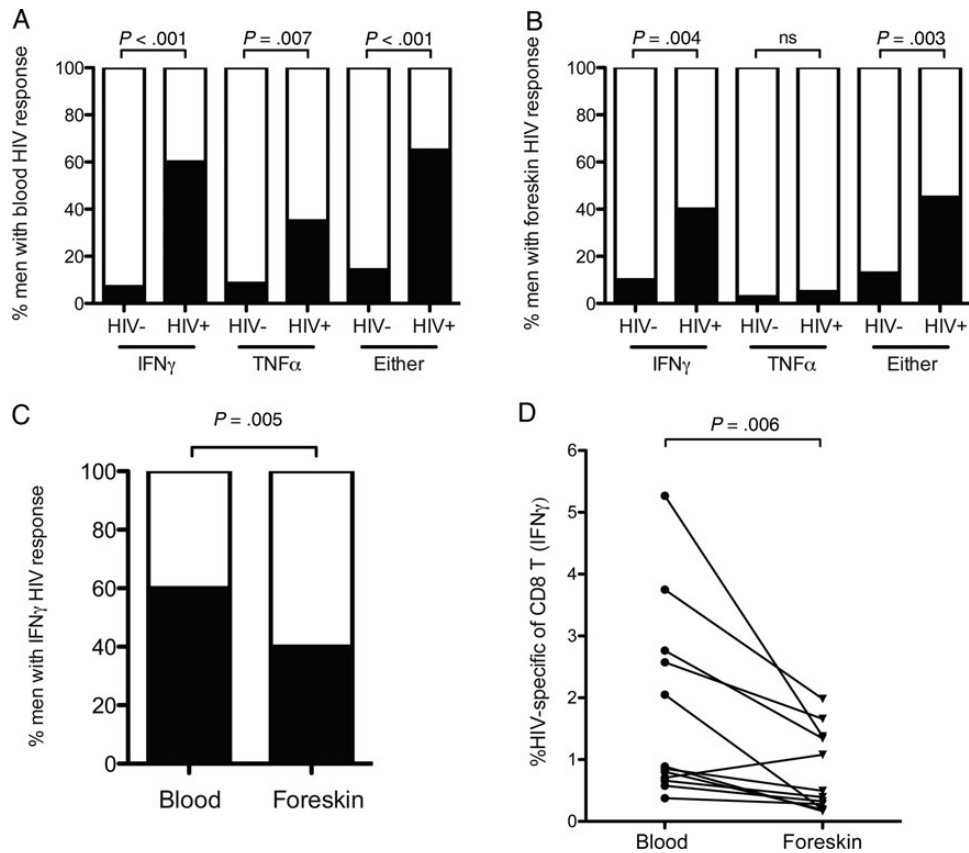 A
P < .001
P = .007
P < .001
% men with blood HIV response
100
80
60
40
20
0
HIV-
HIV+
HIV-
HIV+
HIV-
HIV+
IFNγ
TNFα
Either
B
P = .004
ns
P = .003
% men with foreskin HIV response
100
80
60
40
20
0
HIV-
HIV+
HIV-
HIV+
HIV-
HIV+
IFNγ
TNFα
Either
C
P = .005
% men with IFNγ HIV response
100
80
60
40
20
0
Blood
Foreskin
D
P = .006
%HIV-specific of CD8 T (IFNγ)
6
5
4
3
2
1
0
Blood
Foreskin